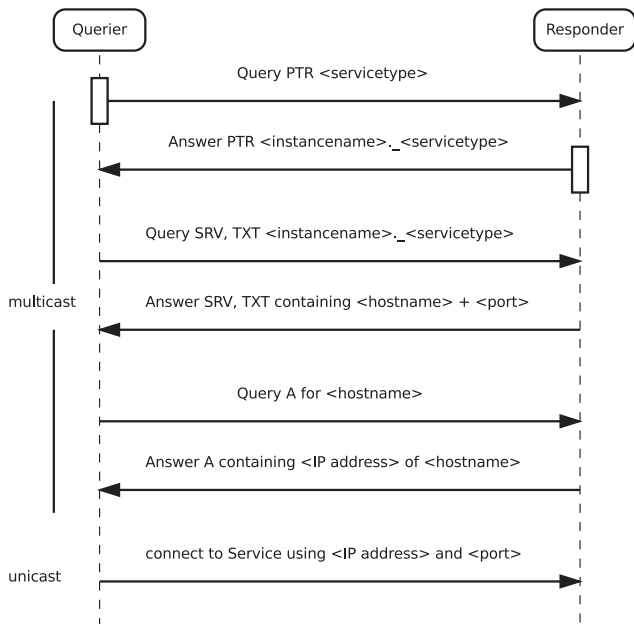 Querier
Responder
Query PTR <servicetype>
Answer PTR <instancename>._<servicetype>
Query SRV, TXT <instancename>._<servicetype>
multicast
Answer SRV, TXT containing <hostname> + <port>
Query A for <hostname>
Answer A containing <IP address> of <hostname>
connect to Service using <IP address> and <port>
unicast